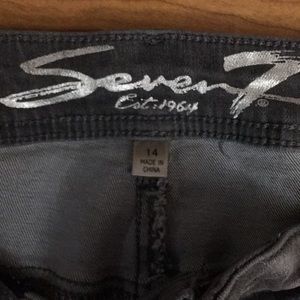 Seven7®
Est. 1964
14
MADE IN
CHINA